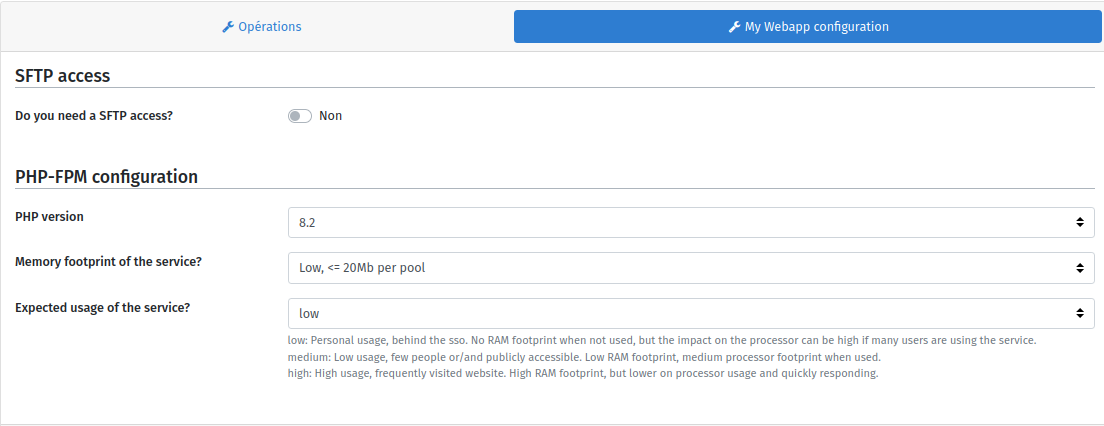 Opérations
My Webapp configuration
SFTP access
Do you need a SFTP access?
Non
PHP-FPM configuration
PHP version
8.2
Memory footprint of the service?
Low, <= 20Mb per pool
Expected usage of the service?
low
low: Personal usage, behind the sso. No RAM footprint when not used, but the impact on the processor can be high if many users are using the service.
medium: Low usage, few people or/and publicly accessible. Low RAM footprint, medium processor footprint when used.
high: High usage, frequently visited website. High RAM footprint, but lower on processor usage and quickly responding.